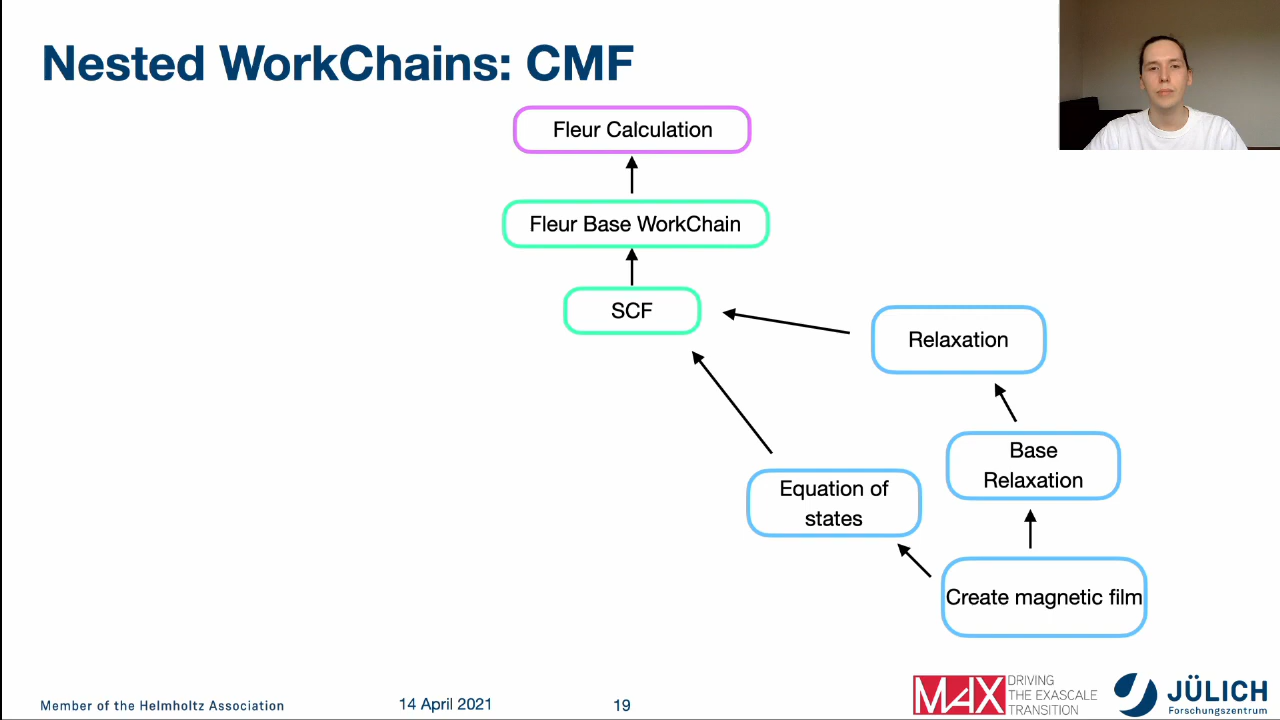 Nested WorkChains: CMF
Fleur Calculation
Fleur Base WorkChain
SCF
Relaxation
Base
Relaxation
Equation of
states
Create magnetic film
Member of the Helmholtz Association
14 April 2021
19
MAX
DRIVING
THE EXASCALE
TRANSITION
JÜLICH
Forschungszentrum